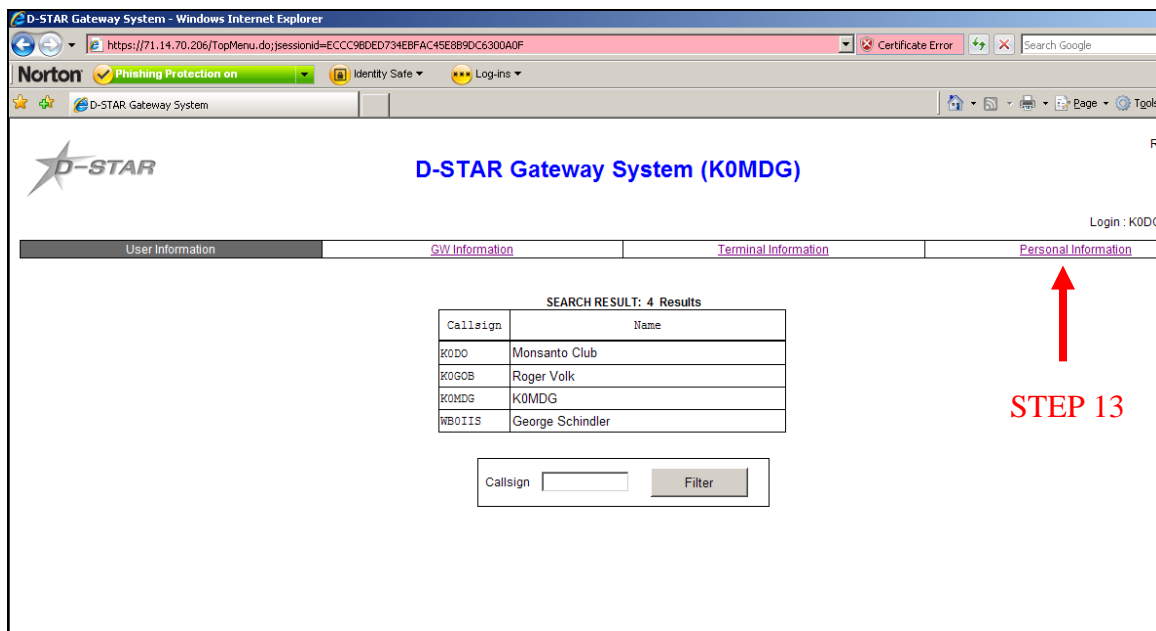 D-STAR Gateway System - Windows Internet Explorer
https://71.14.70.206/TopMenu.do;jsessionid=ECCC9BDED734EBFAC45E8B9DC6300A0F Certificate Error Search Google
Norton Phishing Protection on Identity Safe Log-ins
D-STAR Gateway System Page Tools
R
D-STAR D-STAR Gateway System (K0MDG)
Login : K0DO
User Information GW Information Terminal Information Personal Information
SEARCH RESULT: 4 Results
Callsign Name
K0DO Monsanto Club
K0GOB Roger Volk
K0MDG K0MDG
WB0IIS George Schindler
STEP 13
Callsign Filter